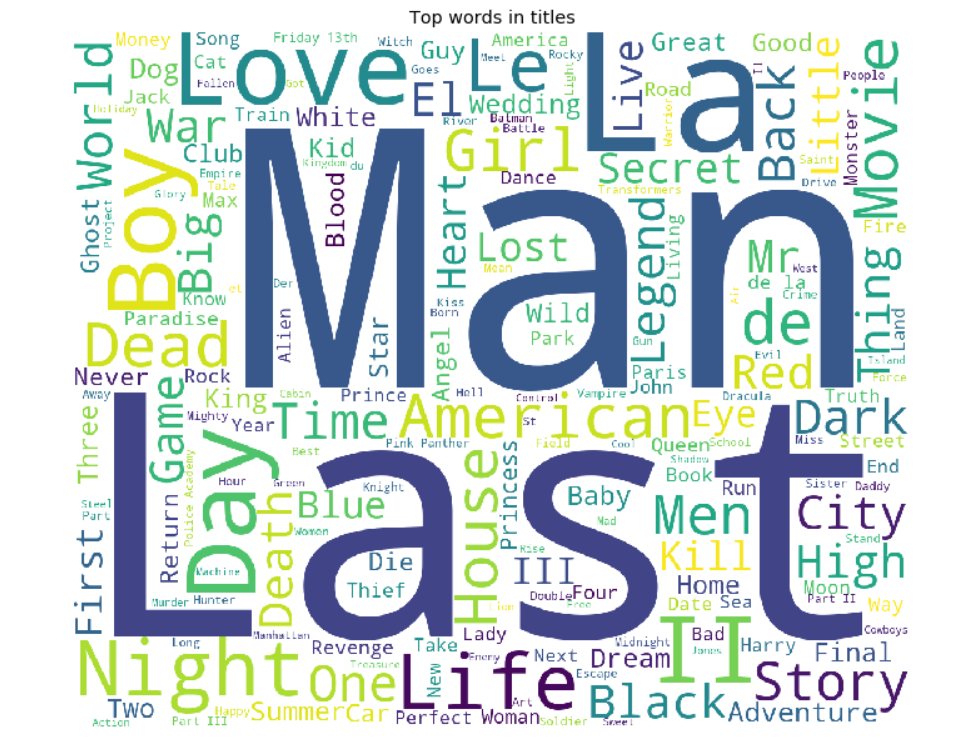 Top words in titles
Money
Song
Friday 13th
Witch
America
Great
Good
World
Dog
Cat
Love
Guy
Meet
Rocky
Le
La
Live
Little
Movie
Fallen
Got
Goes
Light
Road
Back
II
People
Jack
Holiday
Train
White
El
Wedding
River
Batman
Battle
Warrior
Monster
War
Club
Kid
Kingdom
du
Girl
Secret
Saint
Drive
Boy
Empire
Tale
Max
Glory
Big
Blood
Dance
Transformers
Ghost
Project
Man
Heart
Lost
Legend
Living
Mr
West
Fire
Know
et
Der
Mean
de la
Crime
Air
Thing
Paradise
Alien
Star
Kiss
Born
Wild
Park
de
Land
Dead
Angel
Gun
Paris
John
Red
Evil
Island
Force
Never
Rock
Away
Cabin
Prince
Hell
Control
Vampire
Dracula
Truth
King
Mighty
Year
Time
American
St
Eye
Dark
Three
Game
Best
Pink Panther
Field
Cool
Queen
School
Miss
Street
Shadow
Day
Hour
Green
Knight
House
Princess
Book
Run
End
Sister
Daddy
Steel
Part
Return
Police Academy
Death
Blue
Women
Last
Baby
Mad
Men
City
Stand
First
Machine
Die
Rise
III
Kill
High
Thief
Home
Moon
Murder
Hunter
Lion
Double
Four
Free
Date
Sea
Part II
Way
Long
Manhattan
Revenge
Take
Lady
Midnight
II
Bad
Jones
Harry
Cowboys
Night
One
Treasure
Life
Enemy
New
Next
Escape
Dream
Final
Story
Two
Happy
Summer
Car
Perfect
Woman
Art
Soldier
Sweet
Black
Adventure
Action
Part III